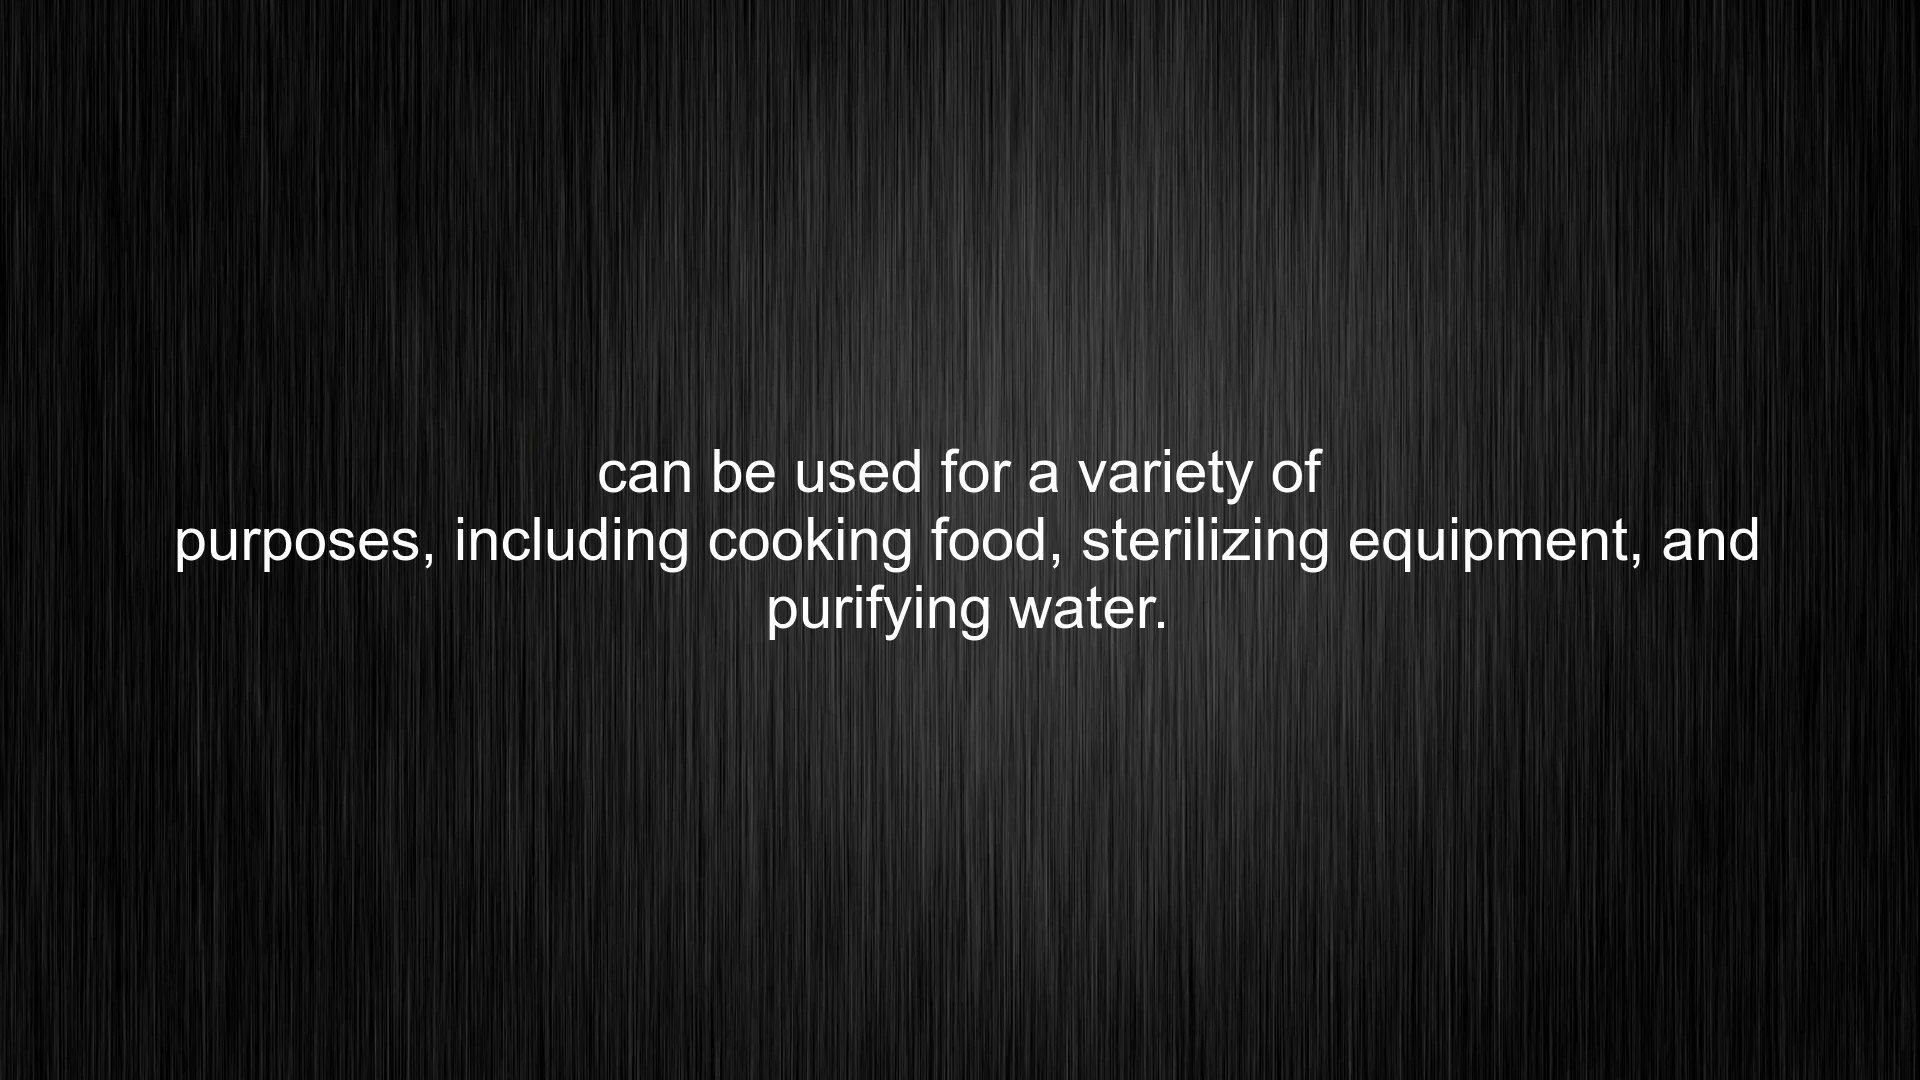 can be used for a variety of
purposes, including cooking food, sterilizing equipment, and
purifying water.